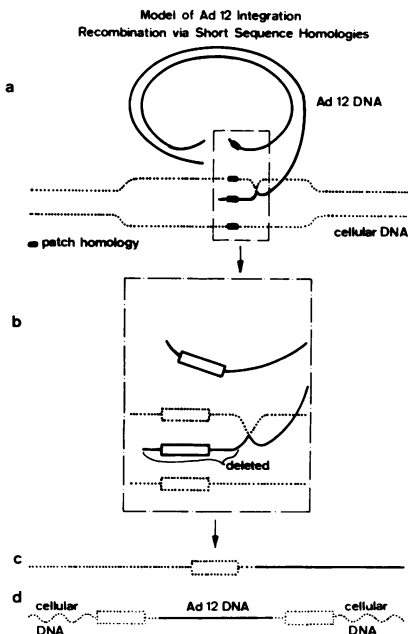 Model of Ad 12 Integration
Recombination via Short Sequence Homologies
a
Ad 12 DNA
patch homology
cellular DNA
b
deleted
c
d
cellular DNA
Ad 12 DNA
cellular DNA